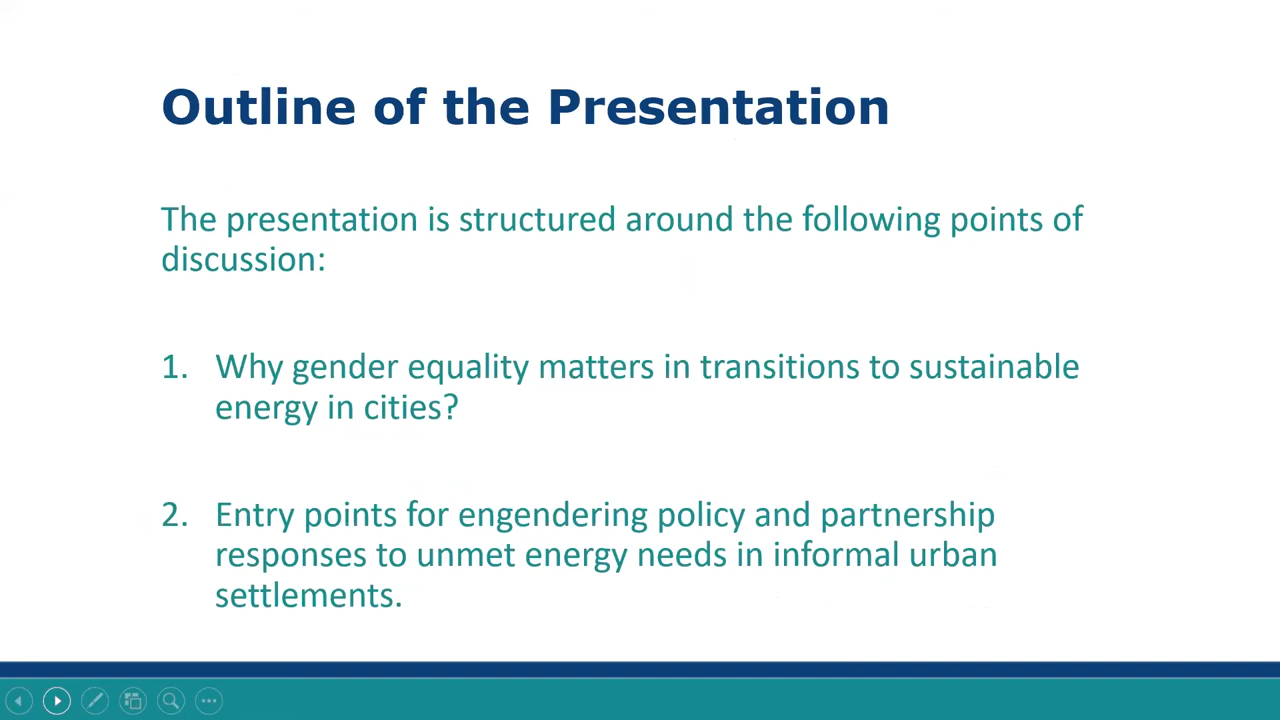 Outline of the Presentation
The presentation is structured around the following points of
discussion:
1. Why gender equality matters in transitions to sustainable
energy in cities?
2. Entry points for engendering policy and partnership
responses to unmet energy needs in informal urban
settlements.